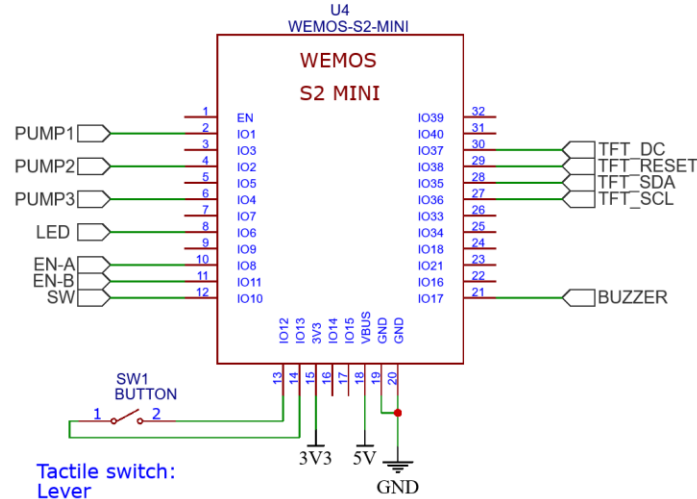 U4
WEMOS-S2-MINI
WEMOS
S2 MINI
1 EN
PUMP1 2 IO1
3 IO3
PUMP2 4 IO2
5 IO5
PUMP3 6 IO4
7 IO7
LED 8 IO6
9 IO9
EN-A 10 IO8
EN-B 11 IO11
SW 12 IO10
IO39 32
IO40 31
IO37 30 TFT_DC
IO38 29 TFT_RESET
IO35 28 TFT_SDA
IO36 27 TFT_SCL
IO33 26
IO34 25
IO18 24
IO21 23
IO16 22
IO17 21 BUZZER
IO12 13
IO13 14
3V3 15
IO14 16
IO15 17
VBUS 18
GND 19
GND 20
SW1
BUTTON
1 2
3V3
5V
GND
Tactile switch:
Lever